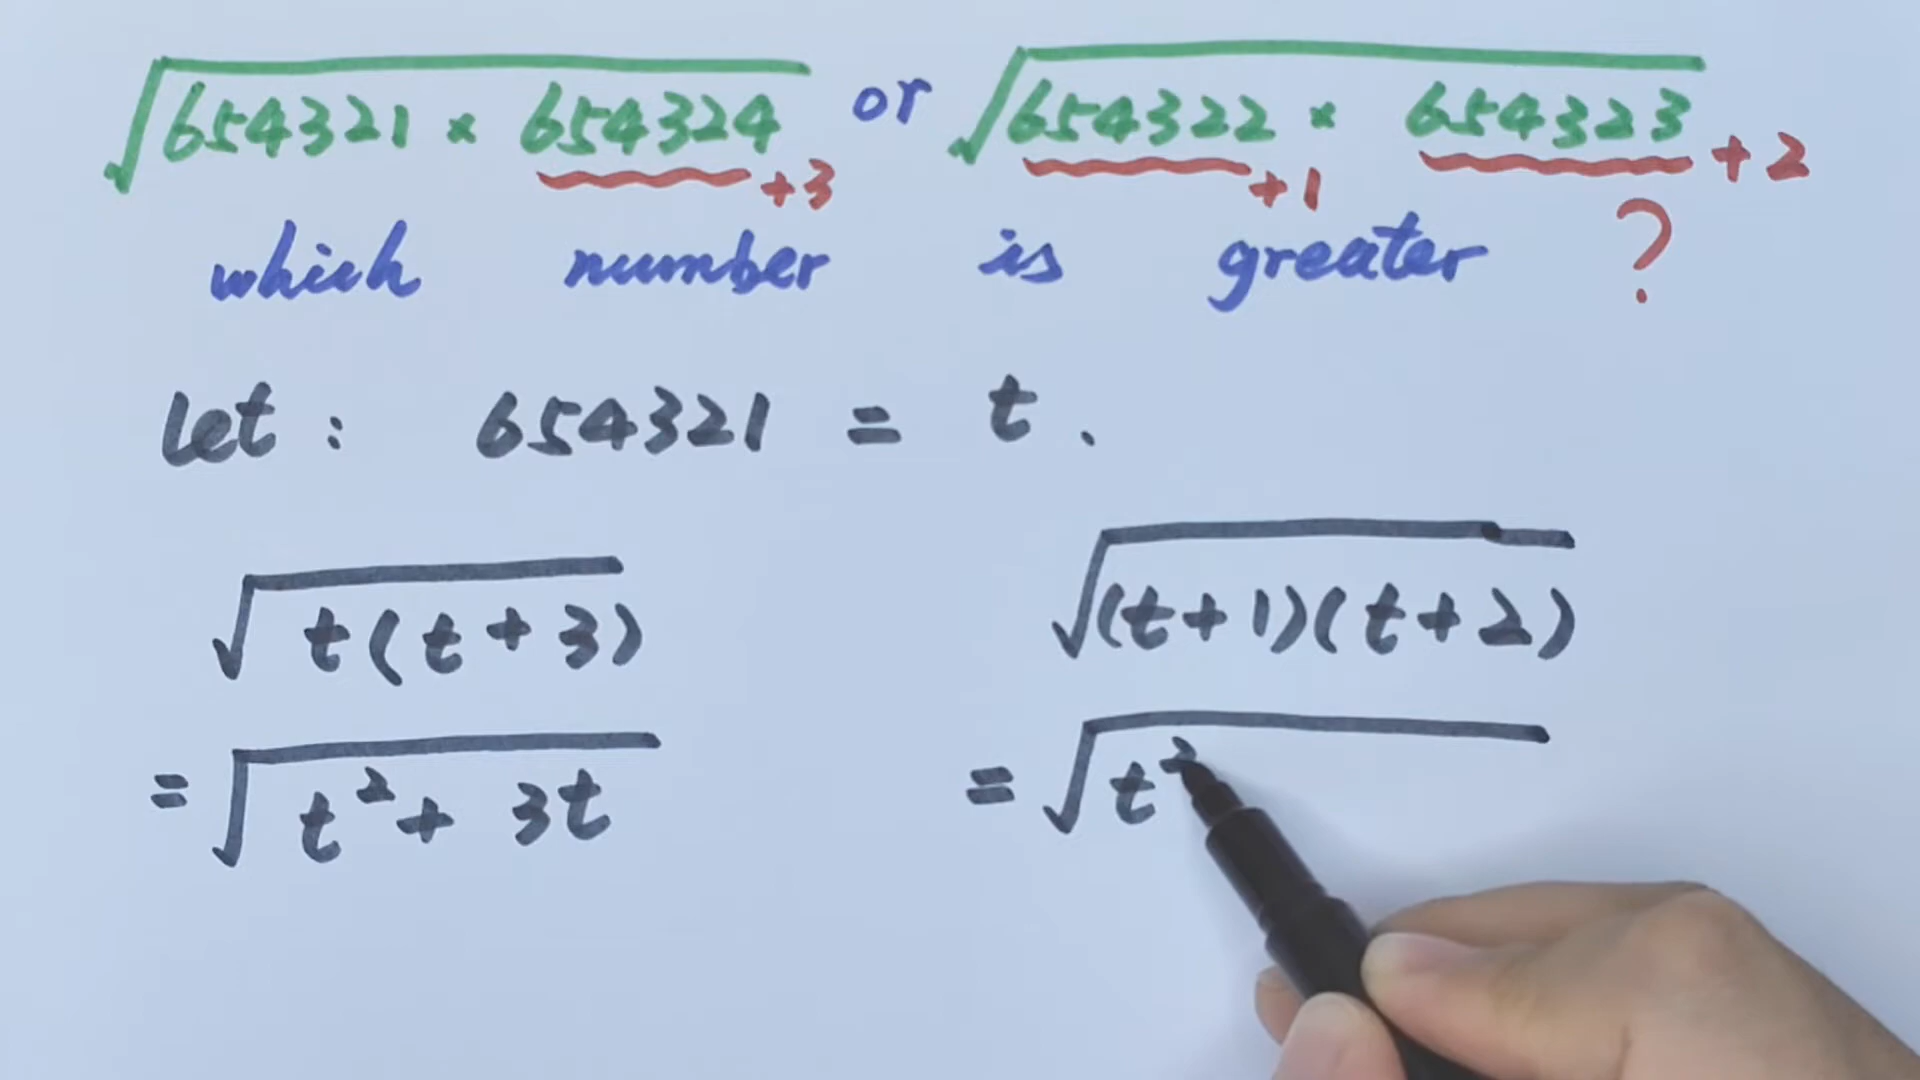 √654321 × 654324 or √654322 × 654323
+3 +1 +2
which number is greater ?
let : 654321 = t .
√t(t+3) √(t+1)(t+2)
= √t²+ 3t = √t²